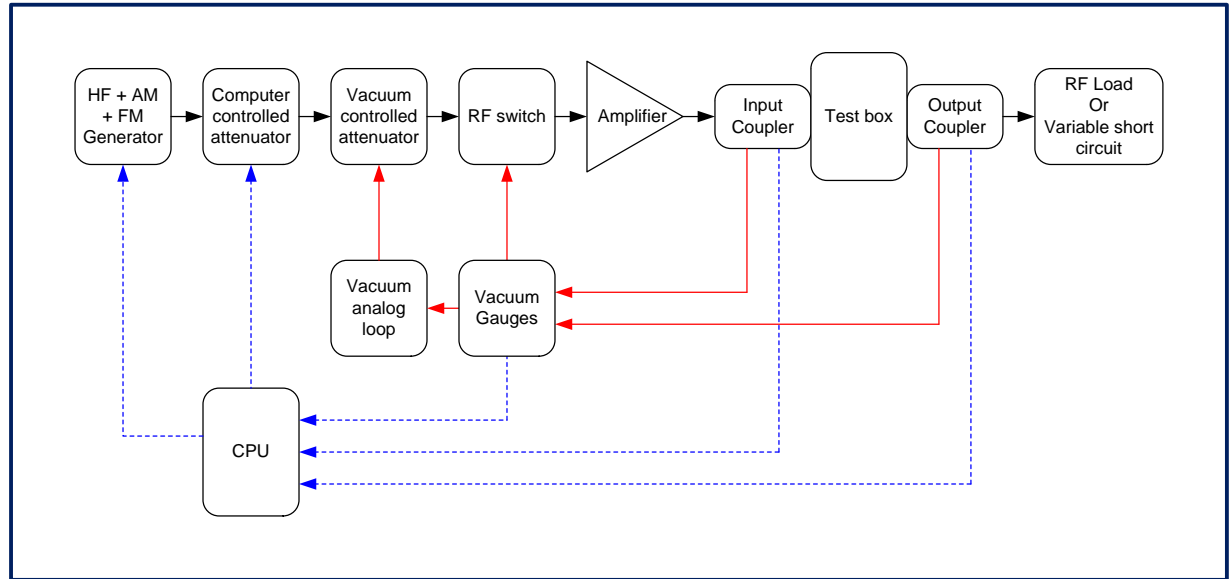 HF + AM
+ FM
Generator
Computer
controlled
attenuator
Vacuum
controlled
attenuator
RF switch
Amplifier
Input
Coupler
Test box
Output
Coupler
RF Load
Or
Variable short
circuit
Vacuum
analog
loop
Vacuum
Gauges
CPU